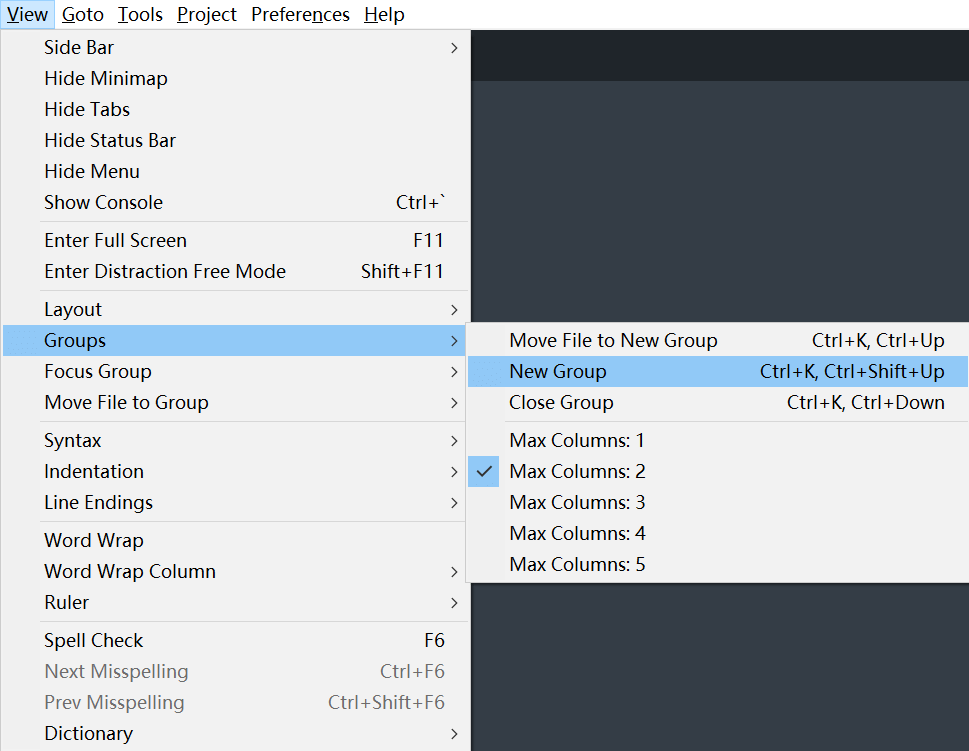 View Goto Tools Project Preferences Help
Side Bar
Hide Minimap
Hide Tabs
Hide Status Bar
Hide Menu
Show Console Ctrl+`
Enter Full Screen F11
Enter Distraction Free Mode Shift+F11
Layout
Groups
Focus Group
Move File to Group
Syntax
Indentation
Line Endings
Word Wrap
Word Wrap Column
Ruler
Spell Check F6
Next Misspelling Ctrl+F6
Prev Misspelling Ctrl+Shift+F6
Dictionary
Move File to New Group Ctrl+K, Ctrl+Up
New Group Ctrl+K, Ctrl+Shift+Up
Close Group Ctrl+K, Ctrl+Down
Max Columns: 1
Max Columns: 2
Max Columns: 3
Max Columns: 4
Max Columns: 5